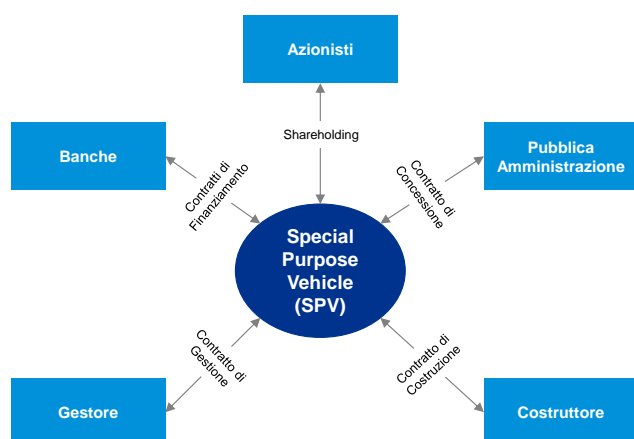 Azionisti
Shareholding
Banche
Pubblica
Amministrazione
Contratti di
Finanziamento
Contratto di
Concessione
Special
Purpose
Vehicle
(SPV)
Contratto di
Gestione
Contratto di
Costruzione
Gestore
Costruttore